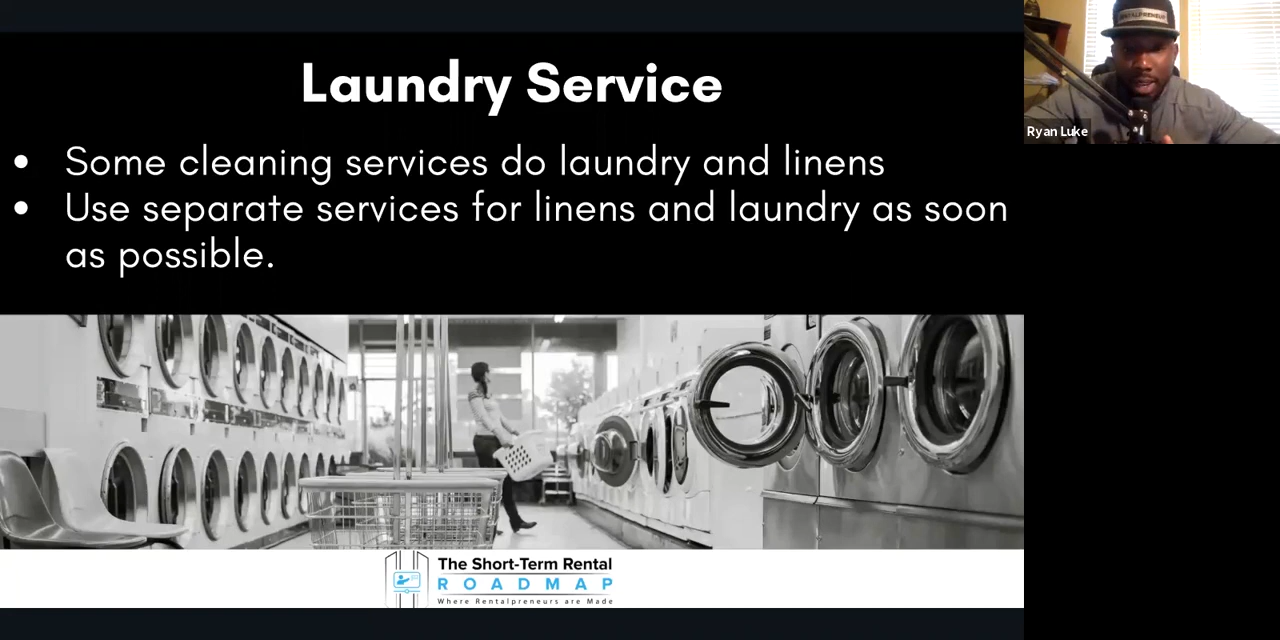 Laundry Service
• Some cleaning services do laundry and linens
• Use separate services for linens and laundry as soon
as possible.
RENTALPRENEUR
Ryan Luke
The Short-Term Rental
ROADMAP
Where Rentalpreneurs are Made